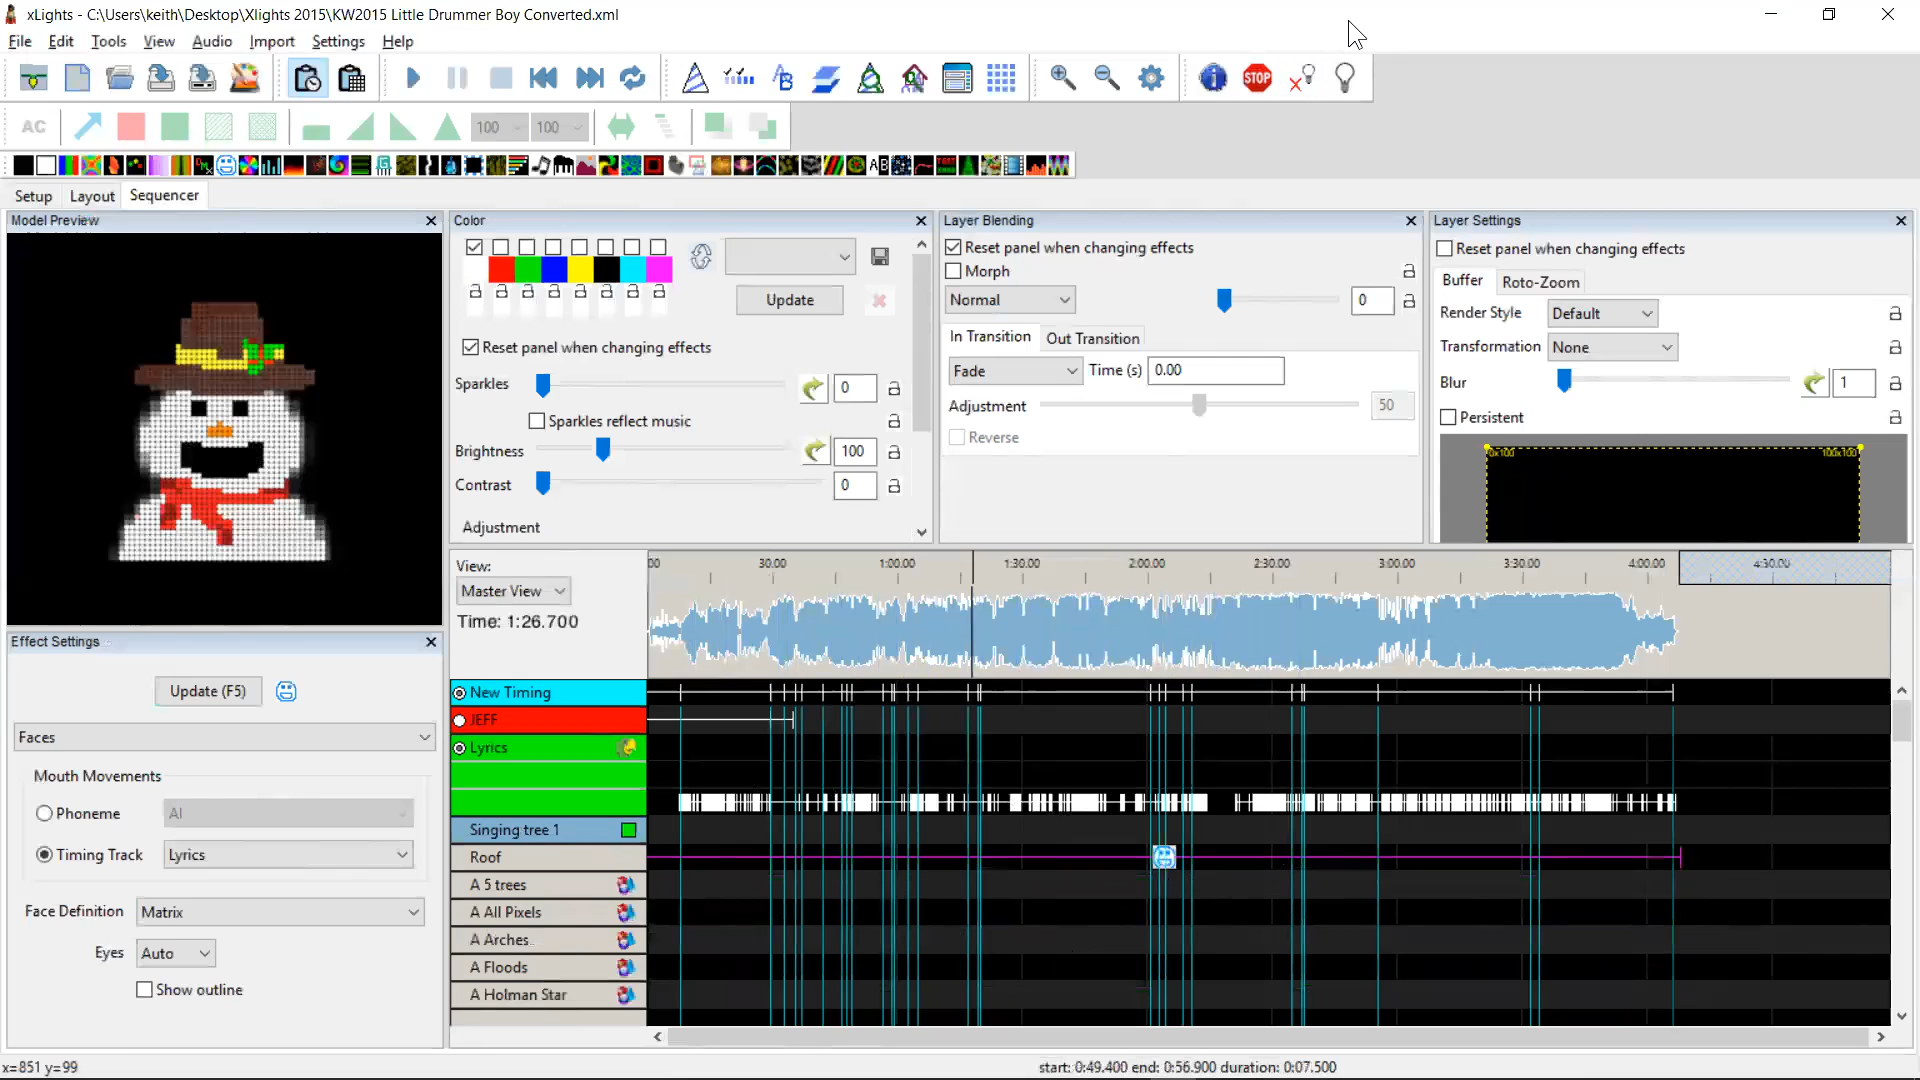 xLights - C:\Users\keith\Desktop\Xlights 2015\KW2015 Little Drummer Boy Converted.xml
File Edit Tools View Audio Import Settings Help
STOP
AC 100 100
Setup Layout Sequencer
Model Preview
Color
Update
Reset panel when changing effects
Sparkles 0
Sparkles reflect music
Brightness 100
Contrast 0
Adjustment
Layer Blending
Reset panel when changing effects
Morph
Normal 0
In Transition Out Transition
Fade Time (s) 0.00
Adjustment 50
Reverse
Layer Settings
Reset panel when changing effects
Buffer Roto-Zoom
Render Style Default
Transformation None
Blur 1
Persistent
0x100 100x100
Effect Settings
Update (F5)
Faces
Mouth Movements
Phoneme AI
Timing Track Lyrics
Face Definition Matrix
Eyes Auto
Show outline
View:
Master View
Time: 1:26.700
00 30.00 1:00.00 1:30.00 2:00.00 2:30.00 3:00.00 3:30.00 4:00.00 4:30.00
New Timing
JEFF
Lyrics
Singing tree 1
Roof
A 5 trees
A All Pixels
A Arches
A Floods
A Holman Star
x=851 y=99
start: 0:49.400 end: 0:56.900 duration: 0:07.500